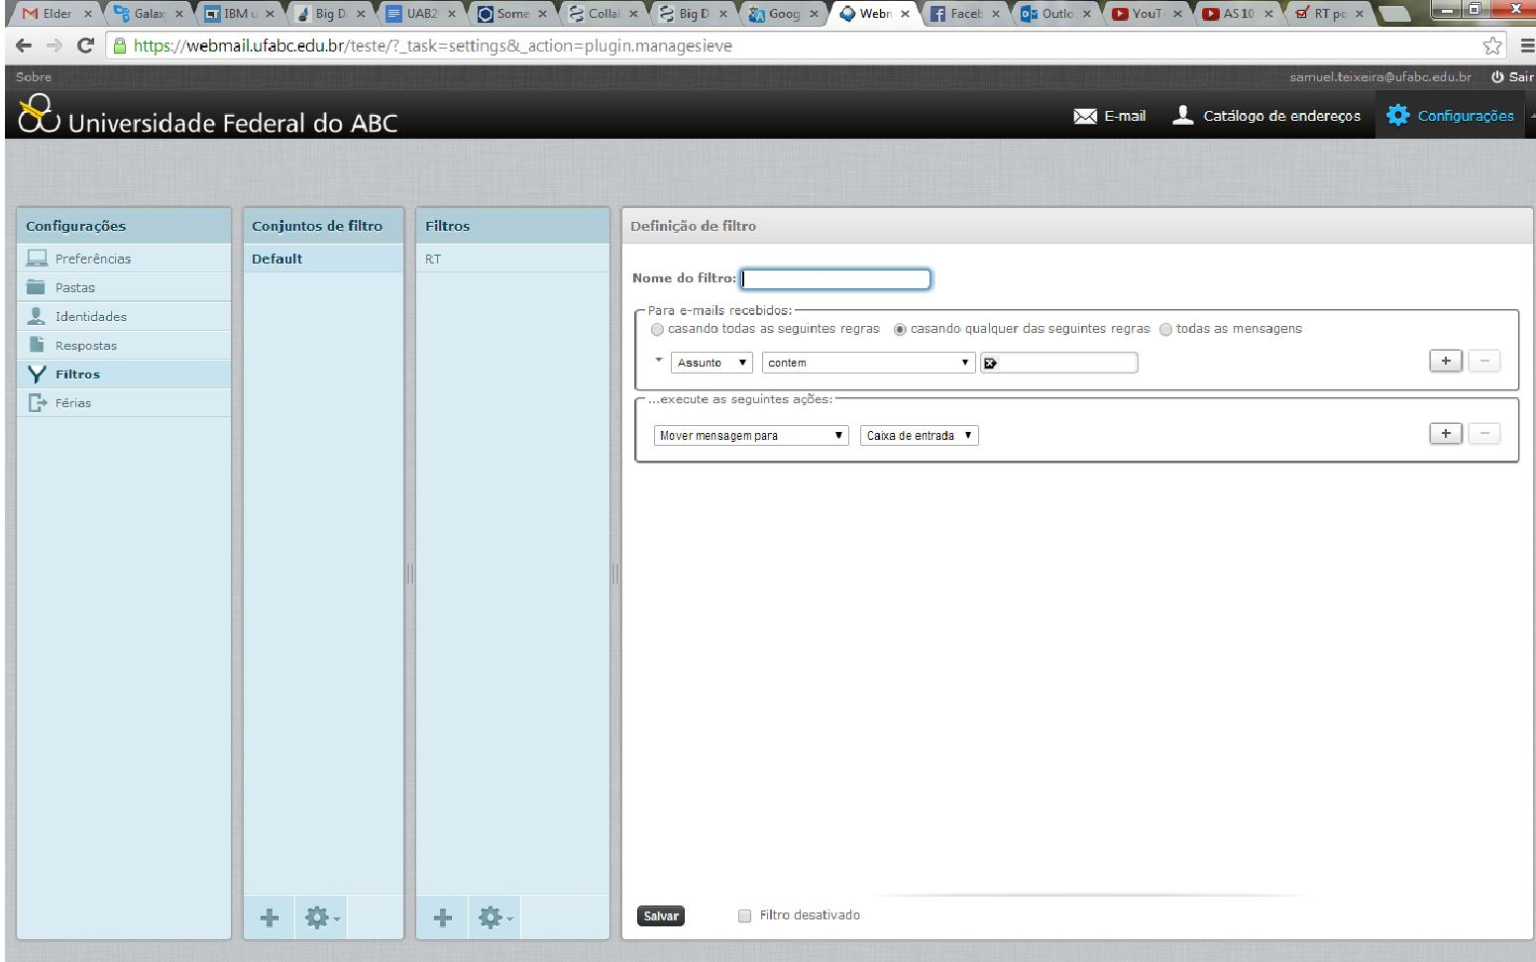 Elder Galax IBM u Big D UAB2 Some Colla Big D Goog Webn Faceb Outlo YouT AS10 RT po
https://webmail.ufabc.edu.br/teste/?_task=settings&_action=plugin.managesieve
Sobre samuel.teixeira@ufabc.edu.br Sair
Universidade Federal do ABC E-mail Catálogo de endereços Configurações
Configurações Conjuntos de filtro Filtros Definição de filtro
Preferências Default RT
Pastas Nome do filtro:
Identidades Para e-mails recebidos:
Respostas casando todas as seguintes regras casando qualquer das seguintes regras todas as mensagens
Filtros Assunto contem
Férias ...execute as seguintes ações:
Mover mensagem para Caixa de entrada
Salvar Filtro desativado